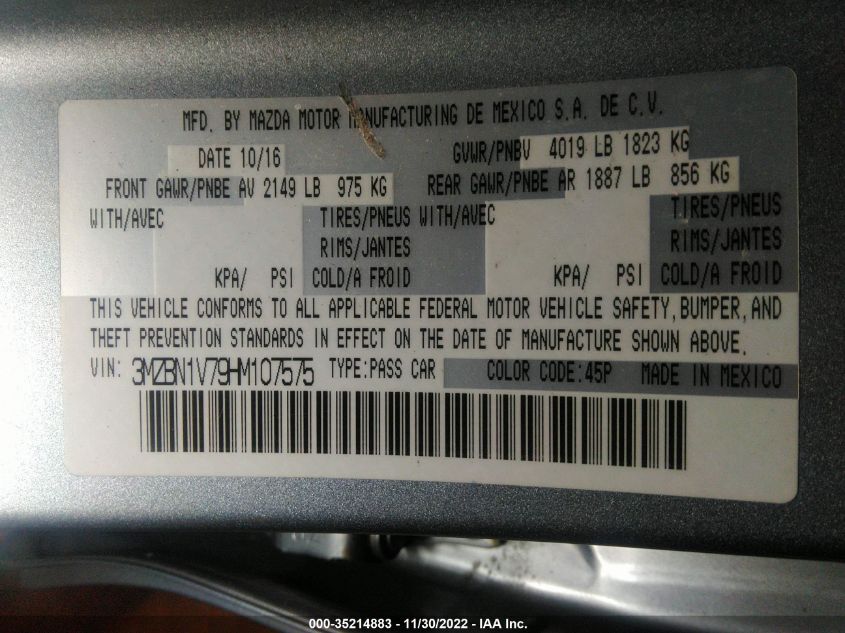 MFD. BY MAZDA MOTOR MANUFACTURING DE MEXICO S.A. DE C.V.
DATE 10/16 GVWR/PNBV 4019 LB 1823 KG
FRONT GAWR/PNBE AV 2149 LB 975 KG REAR GAWR/PNBE AR 1887 LB 856 KG
WITH/AVEC TIRES/PNEUS WITH/AVEC TIRES/PNEUS
RIMS/JANTES RIMS/JANTES
KPA/ PSI COLD/A FROID KPA/ PSI COLD/A FROID
THIS VEHICLE CONFORMS TO ALL APPLICABLE FEDERAL MOTOR VEHICLE SAFETY, BUMPER, AND
THEFT PREVENTION STANDARDS IN EFFECT ON THE DATE OF MANUFACTURE SHOWN ABOVE.
VIN: 3MZBN1V79HM107575 TYPE:PASS CAR COLOR CODE:45P MADE IN MEXICO
000-35214883 - 11/30/2022 - IAA Inc.